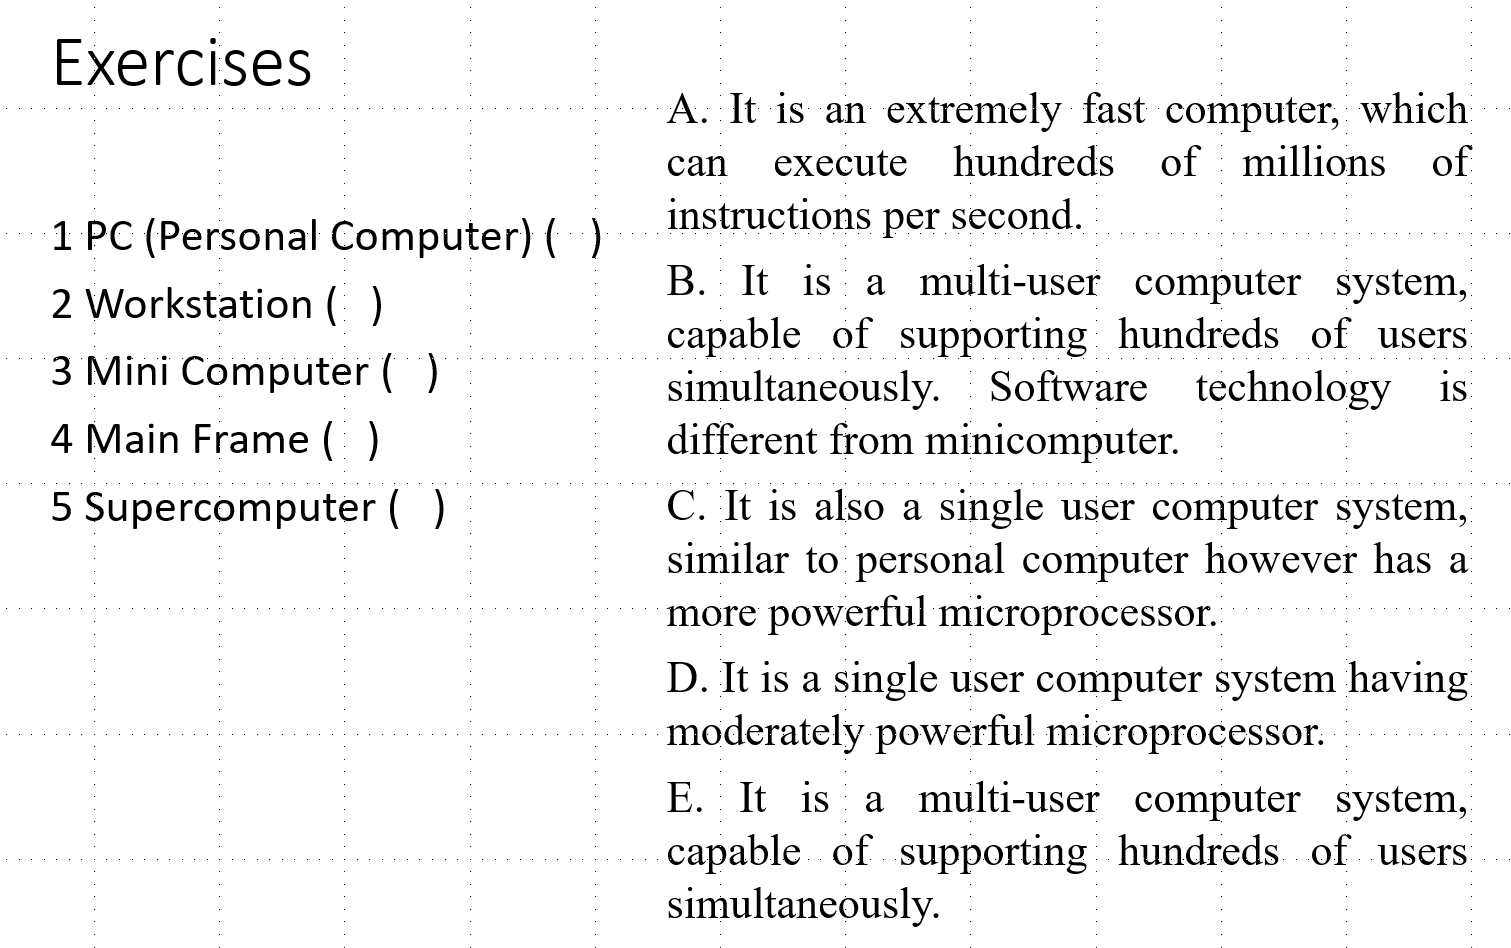 Exercises
1 PC (Personal Computer) (   )
2 Workstation (   )
3 Mini Computer (   )
4 Main Frame (   )
5 Supercomputer (   )
A. It is an extremely fast computer, which
can execute hundreds of millions of
instructions per second.
B. It is a multi-user computer system,
capable of supporting hundreds of users
simultaneously. Software technology is
different from minicomputer.
C. It is also a single user computer system,
similar to personal computer however has a
more powerful microprocessor.
D. It is a single user computer system having
moderately powerful microprocessor.
E. It is a multi-user computer system,
capable of supporting hundreds of users
simultaneously.